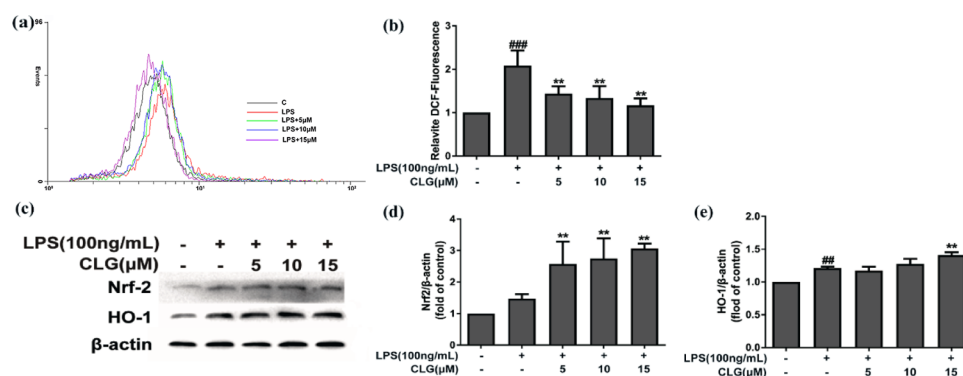 (a)
96
Events
0
10⁰
10¹
10²
C
LPS
LPS+5μM
LPS+10μM
LPS+15μM
(b)
Relavite DCF-Fluorescence
3
2
1
0
###
**
**
**
LPS(100ng/mL) - + + + +
CLG(μM) - - 5 10 15
(c)
LPS(100ng/mL) - + + + +
CLG(μM) - - 5 10 15
Nrf-2
HO-1
β-actin
(d)
Nrf2/β-actin
(fold of control)
4
3
2
1
0
**
**
**
LPS(100ng/mL) - + + + +
CLG(μM) - - 5 10 15
(e)
HO-1/β-actin
(flod of control)
2.0
1.5
1.0
0.5
0.0
##
**
LPS(100ng/mL) - + + + +
CLG(μM) - - 5 10 15